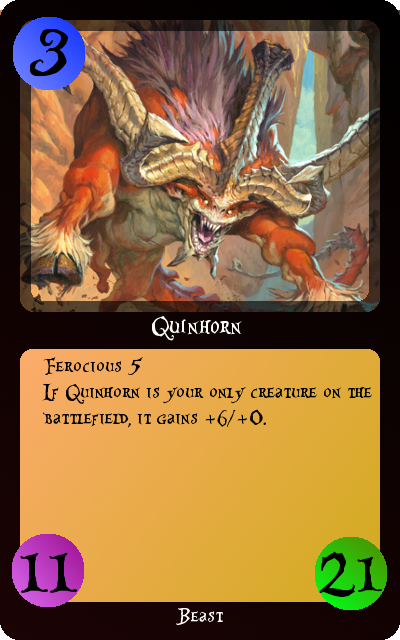 3
Quinhorn
Ferocious 5
If Quinhorn is your only creature on the
battlefield, it gains +6/+0.
11
21
Beast